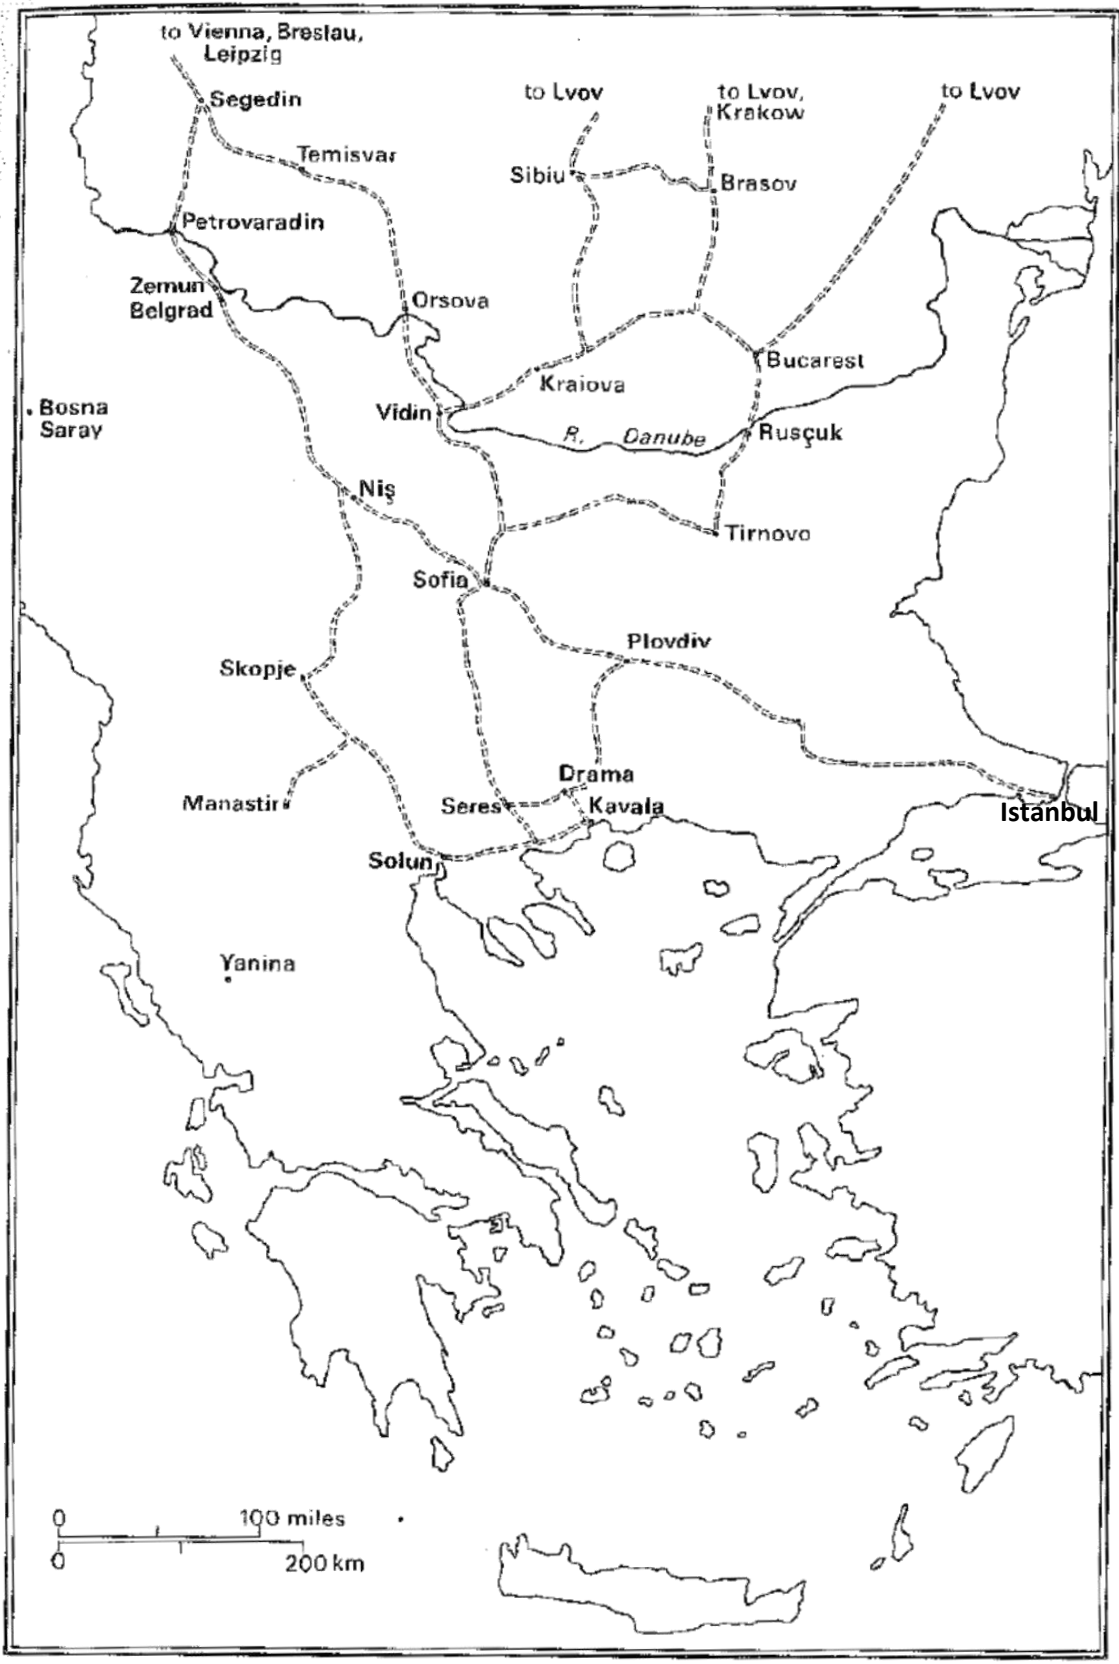 to Vienna, Breslau,
Leipzig
Segedin
to Lvov
to Lvov,
Krakow
to Lvov
Temisvar
Sibiu
Brasov
Petrovaradin
Zemun
Belgrad
Orsova
Bucarest
Kraiova
Vidin
Bosna
Saray
R. Danube
Rusçuk
Niş
Tirnovo
Sofia
Plovdiv
Skopje
Drama
Manastir
Seres
Kavala
Istanbul
Solun
Yanina
0 100 miles
0 200 km